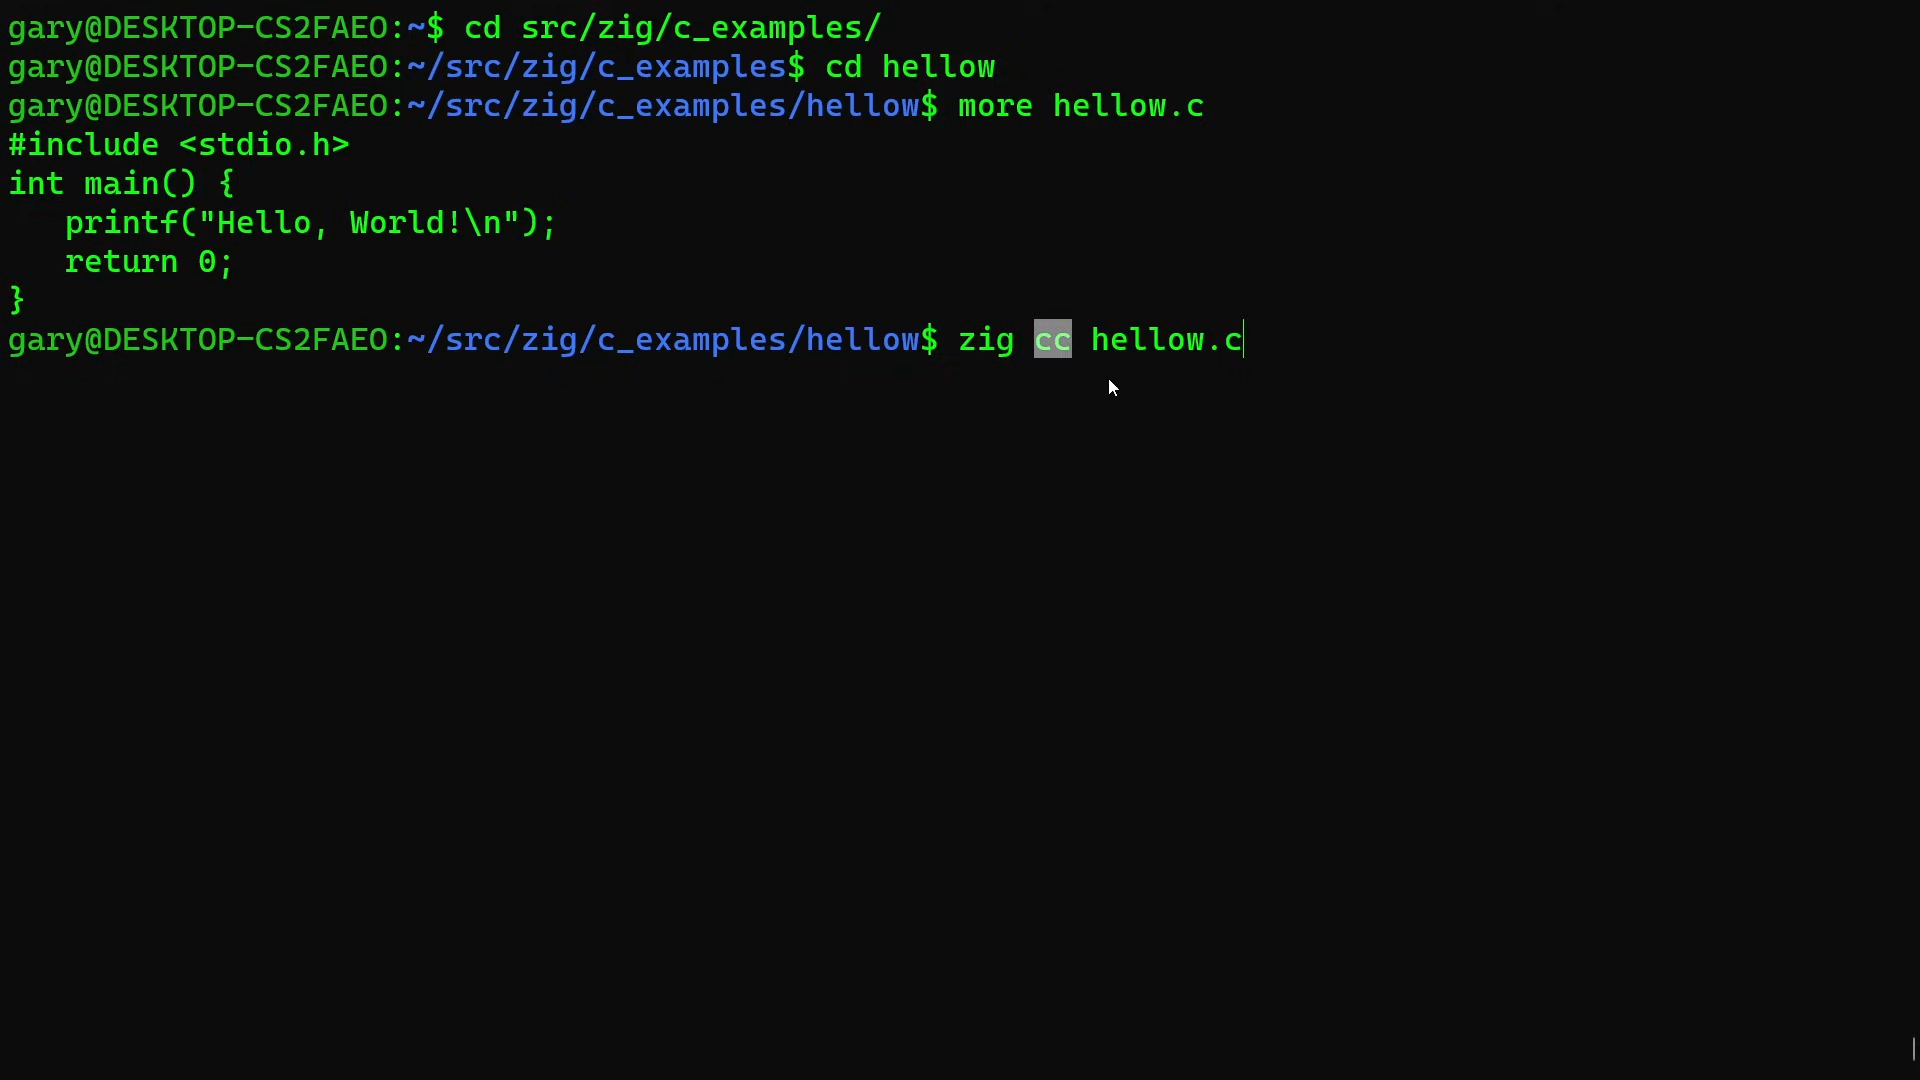 gary@DESKTOP-CS2FAEO:~$ cd src/zig/c_examples/
gary@DESKTOP-CS2FAEO:~/src/zig/c_examples$ cd hellow
gary@DESKTOP-CS2FAEO:~/src/zig/c_examples/hellow$ more hellow.c
#include <stdio.h>
int main() {
   printf("Hello, World!\n");
   return 0;
}
gary@DESKTOP-CS2FAEO:~/src/zig/c_examples/hellow$ zig cc hellow.c